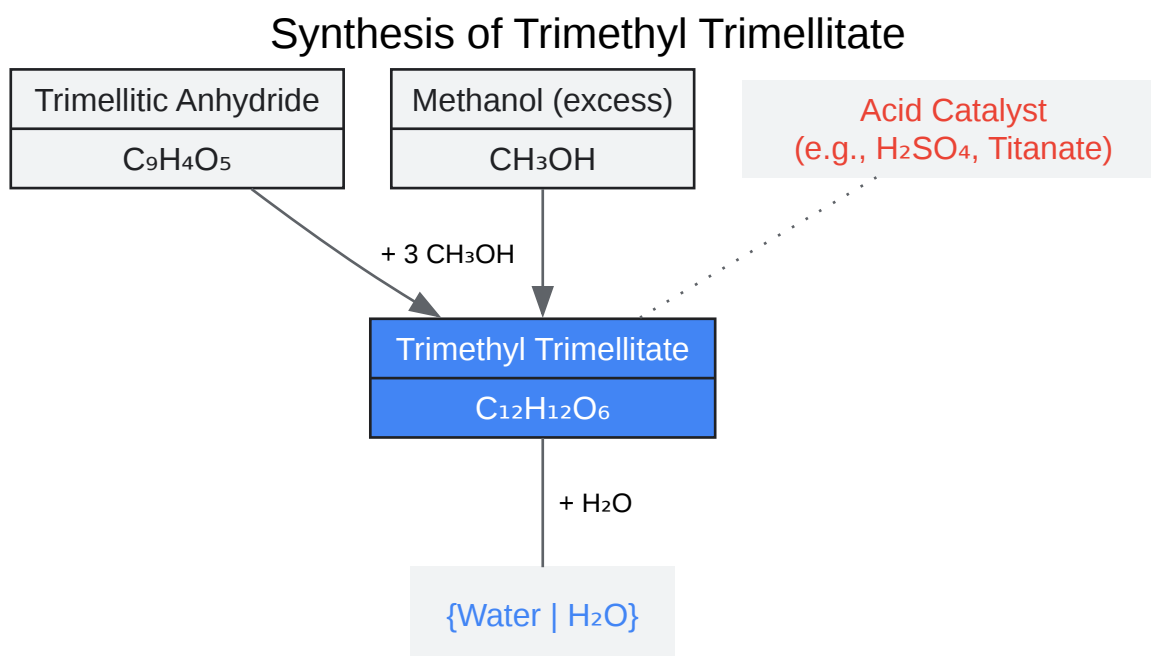 Synthesis of Trimethyl Trimellitate
Trimellitic Anhydride
C₉H₄O₅
Methanol (excess)
CH₃OH
Acid Catalyst
(e.g., H₂SO₄, Titanate)
+ 3 CH₃OH
Trimethyl Trimellitate
C₁₂H₁₂O₆
+ H₂O
{Water | H₂O}